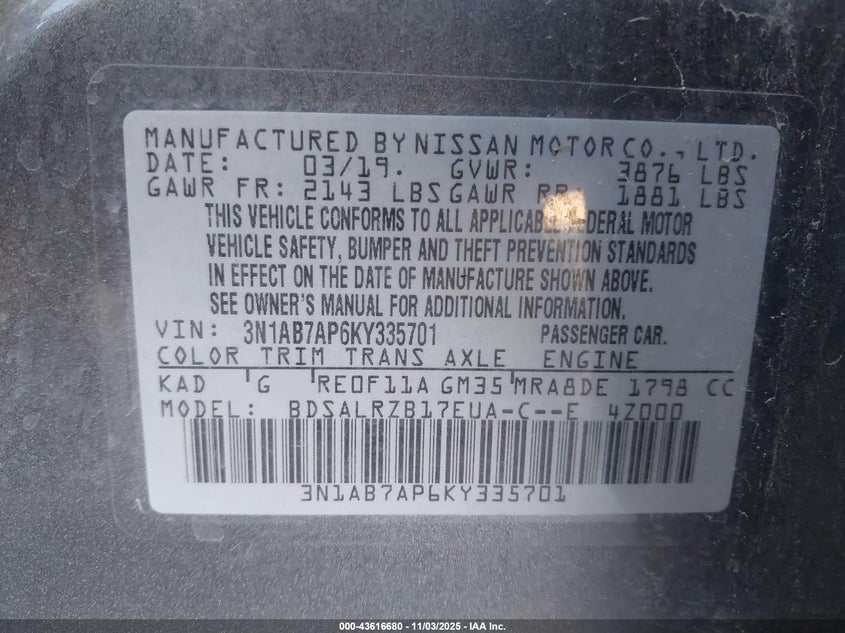 MANUFACTURED BY NISSAN MOTOR CO., LTD.
DATE: 03/19. GVWR: 3876 LBS
GAWR FR: 2143 LBS GAWR RR: 1881 LBS
THIS VEHICLE CONFORMS TO ALL APPLICABLE FEDERAL MOTOR
VEHICLE SAFETY, BUMPER AND THEFT PREVENTION STANDARDS
IN EFFECT ON THE DATE OF MANUFACTURE SHOWN ABOVE.
SEE OWNER'S MANUAL FOR ADDITIONAL INFORMATION.
VIN: 3N1AB7AP6KY335701 PASSENGER CAR.
COLOR TRIM TRANS AXLE ENGINE
KAD G RE0F11A GM35 MRA8DE 1798 CC
MODEL: BDSALRZB17EUA-C--E 4Z000
3N1AB7AP6KY335701
000-43616680 - 11/03/2025 - IAA Inc.